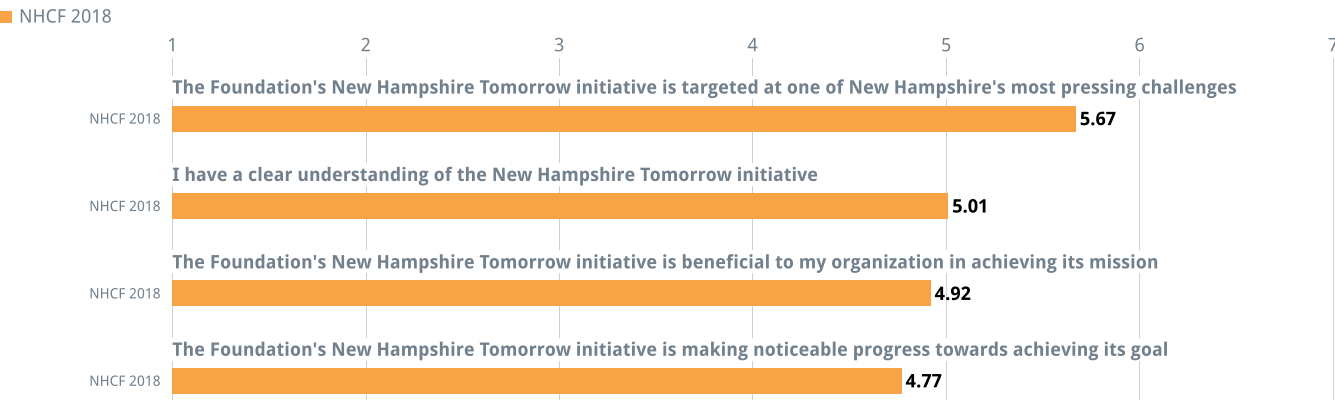 NHCF 2018
1 2 3 4 5 6 7
The Foundation's New Hampshire Tomorrow initiative is targeted at one of New Hampshire's most pressing challenges
NHCF 2018 5.67
I have a clear understanding of the New Hampshire Tomorrow initiative
NHCF 2018 5.01
The Foundation's New Hampshire Tomorrow initiative is beneficial to my organization in achieving its mission
NHCF 2018 4.92
The Foundation's New Hampshire Tomorrow initiative is making noticeable progress towards achieving its goal
NHCF 2018 4.77